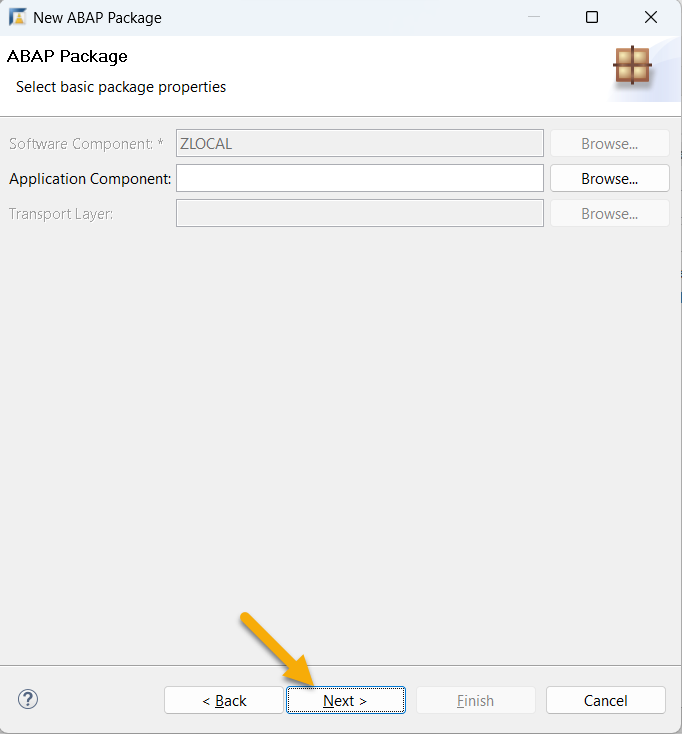 New ABAP Package
ABAP Package
Select basic package properties
Software Component: * ZLOCAL Browse...
Application Component: Browse...
Transport Layer: Browse...
? < Back Next > Finish Cancel